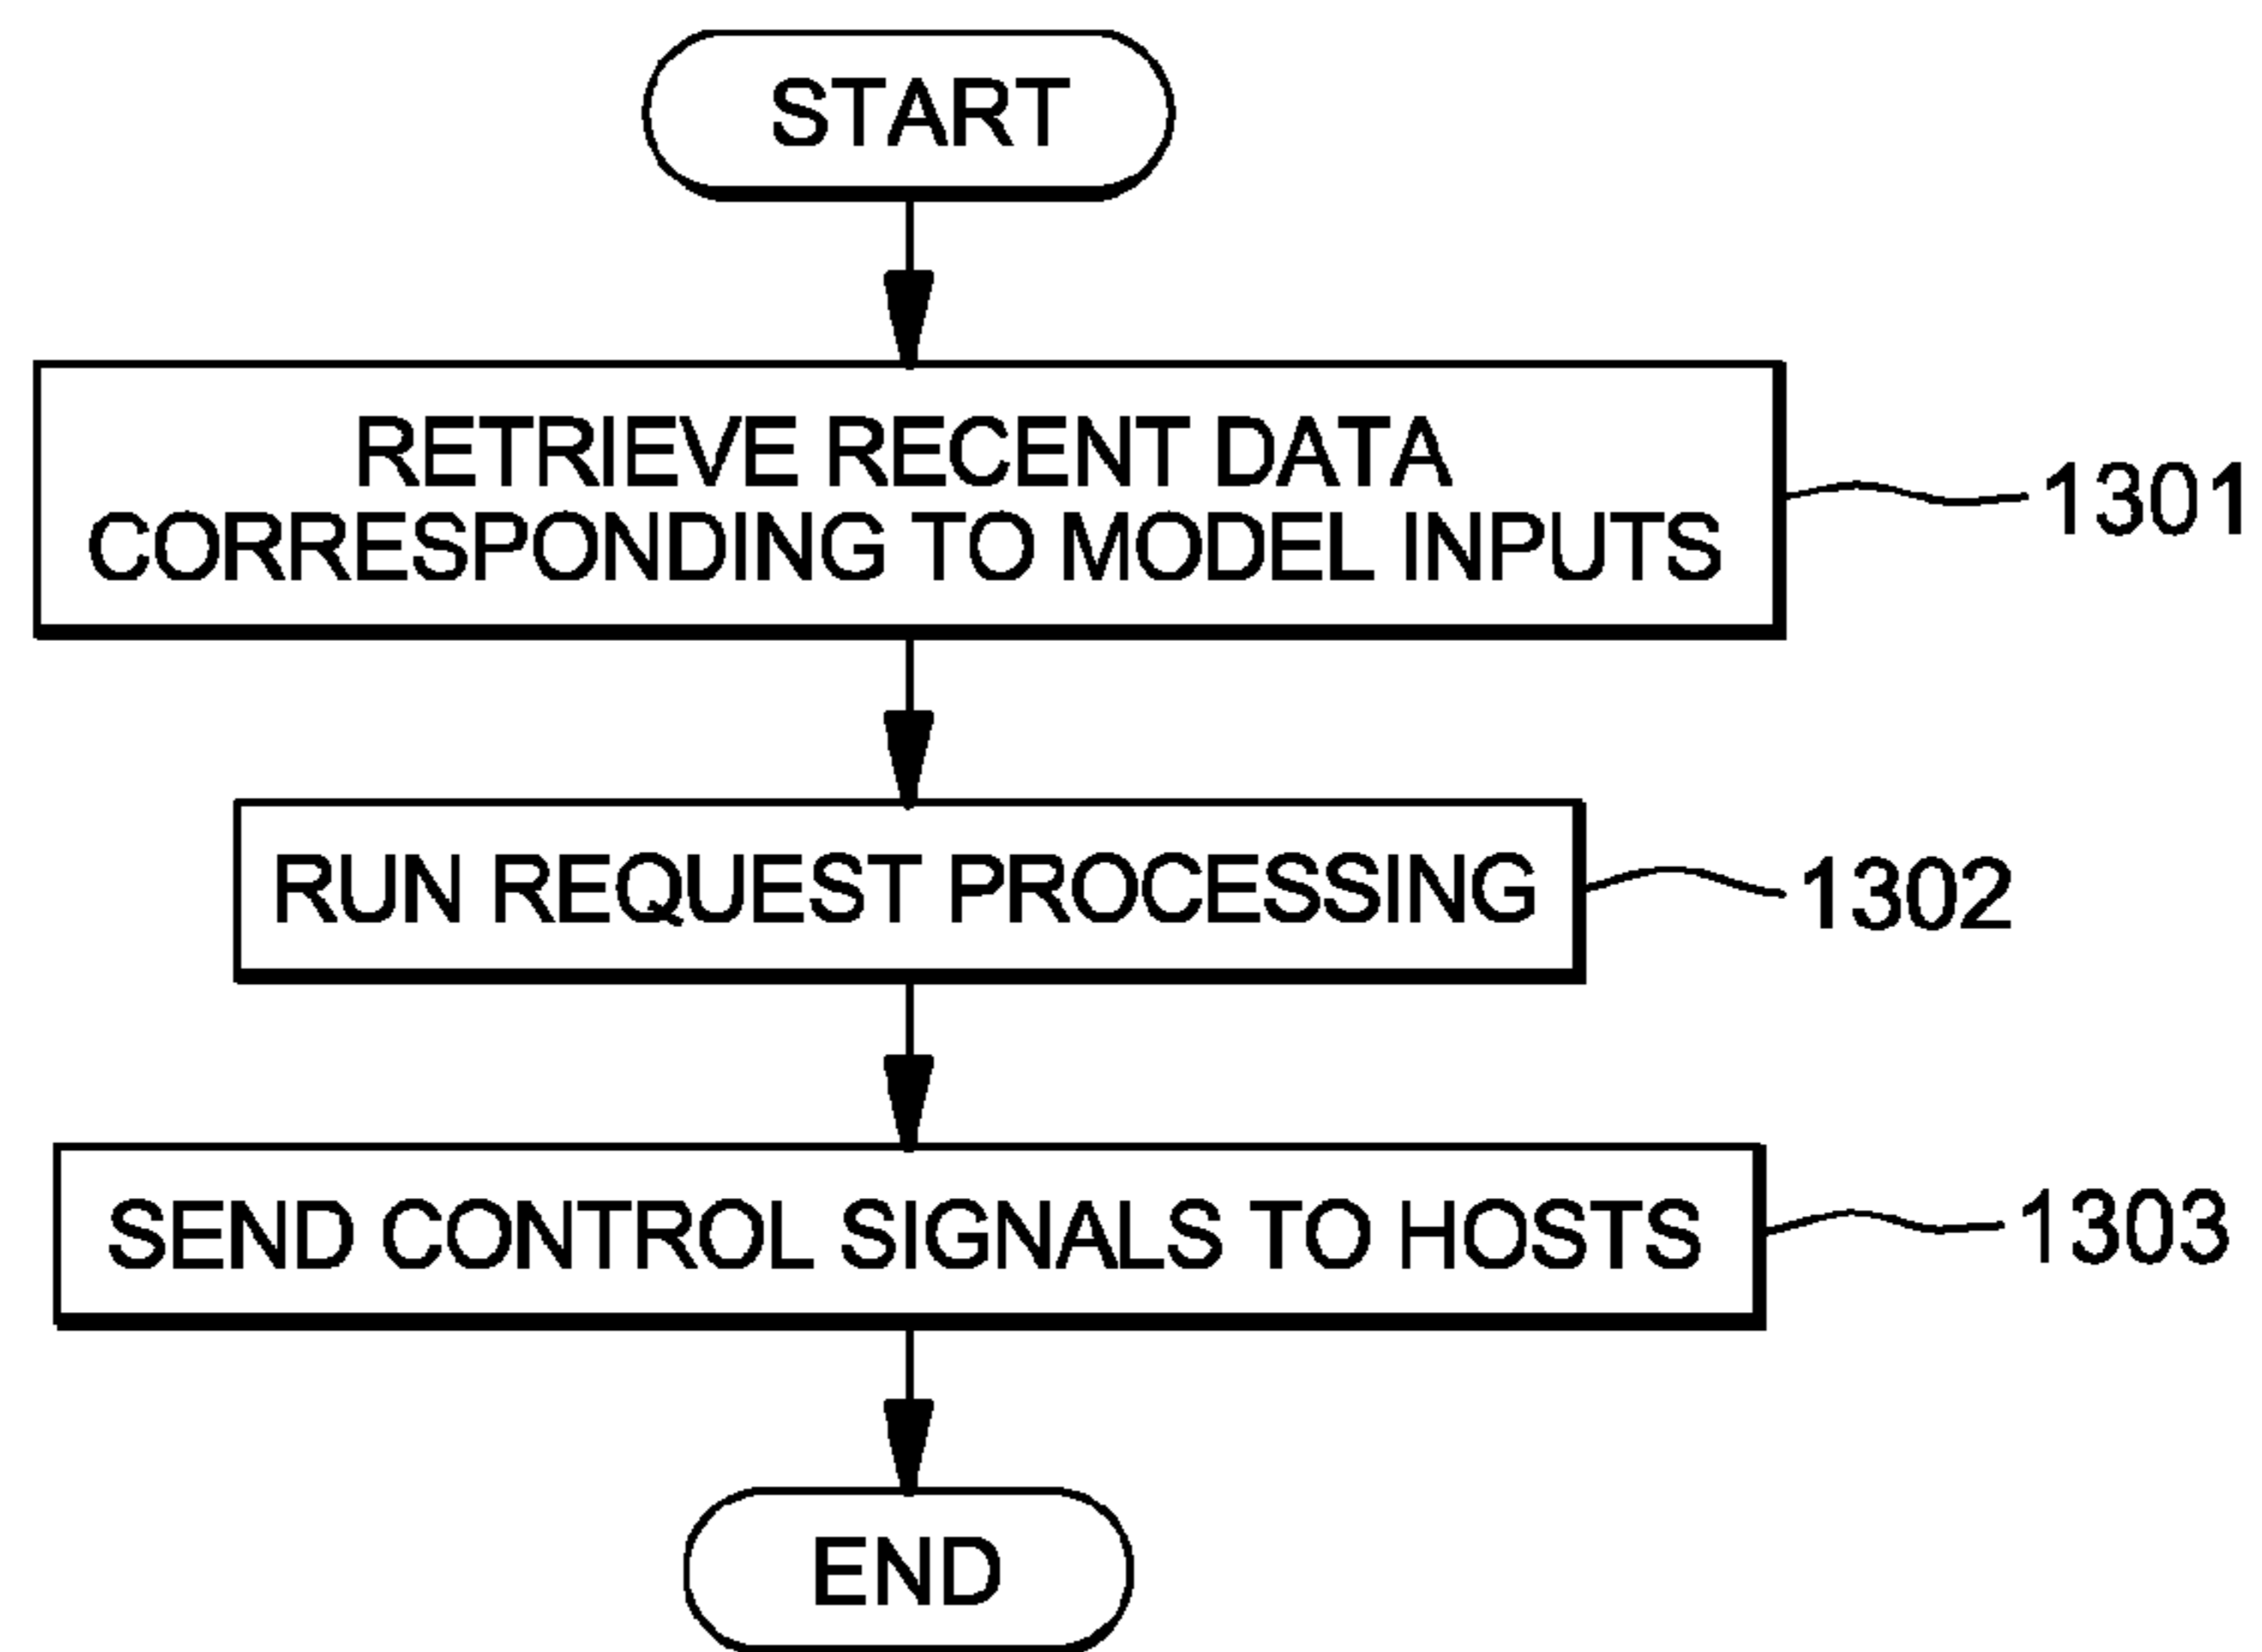 START
RETRIEVE RECENT DATA
CORRESPONDING TO MODEL INPUTS
1301
RUN REQUEST PROCESSING
1302
SEND CONTROL SIGNALS TO HOSTS
1303
END